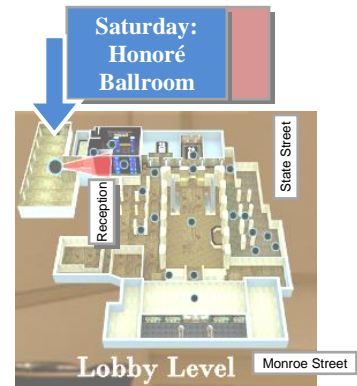 Saturday:
Honoré
Ballroom
State Street
Reception
Lobby Level
Monroe Street